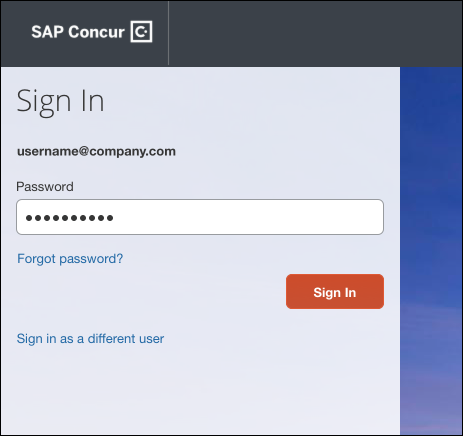 SAP Concur C
Sign In
username@company.com
Password
••••••••••
Forgot password?
Sign In
Sign in as a different user